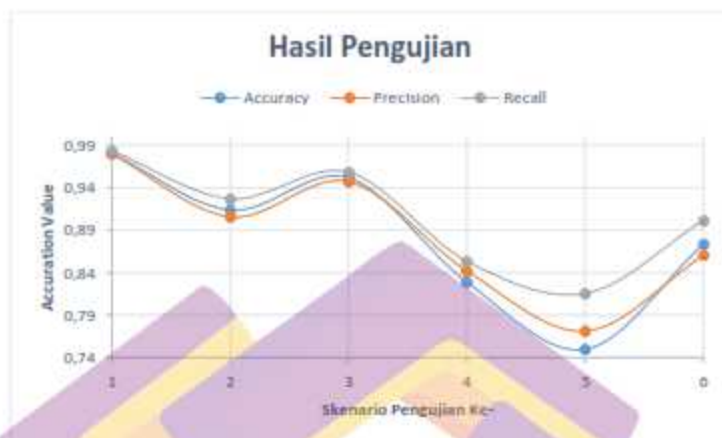 Hasil Pengujian
Accuracy Precision Recall
0,99
0,94
0,89
0,84
0,79
0,74
Accuration Value
1 2 3 4 5 6
Skenario Pengujian Ke-